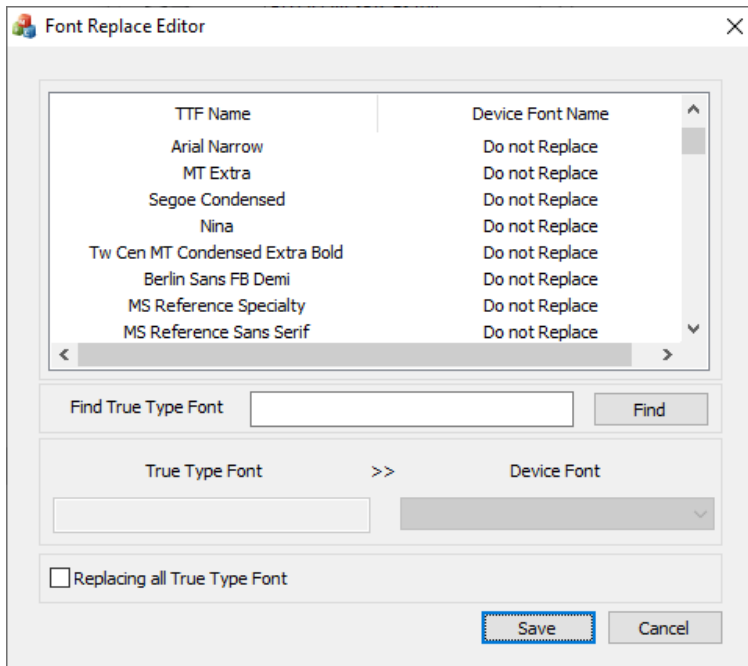 Font Replace Editor
TTF Name Device Font Name
Arial Narrow Do not Replace
MT Extra Do not Replace
Segoe Condensed Do not Replace
Nina Do not Replace
Tw Cen MT Condensed Extra Bold Do not Replace
Berlin Sans FB Demi Do not Replace
MS Reference Specialty Do not Replace
MS Reference Sans Serif Do not Replace
Find True Type Font Find
True Type Font >> Device Font
Replacing all True Type Font
Save Cancel